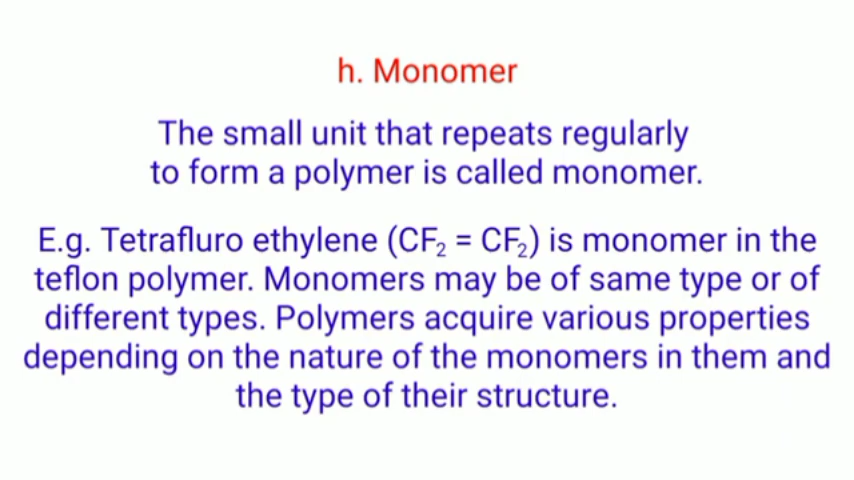 h. Monomer
The small unit that repeats regularly
to form a polymer is called monomer.
E.g. Tetrafluro ethylene (CF₂ = CF₂) is monomer in the
teflon polymer. Monomers may be of same type or of
different types. Polymers acquire various properties
depending on the nature of the monomers in them and
the type of their structure.